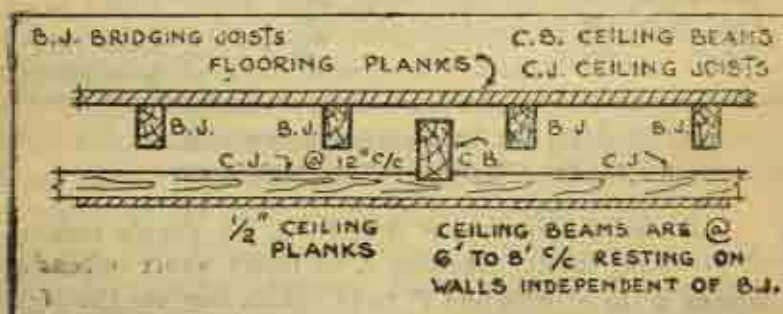 B.J. BRIDGING JOISTS
C.B. CEILING BEAMS
FLOORING PLANKS
C.J. CEILING JOISTS
B.J. B.J. B.J. B.J.
C.J. @ 12" C/C C.B. C.J.
1/2" CEILING
PLANKS
CEILING BEAMS ARE @
6' TO 8' C/C RESTING ON
WALLS INDEPENDENT OF B.J.